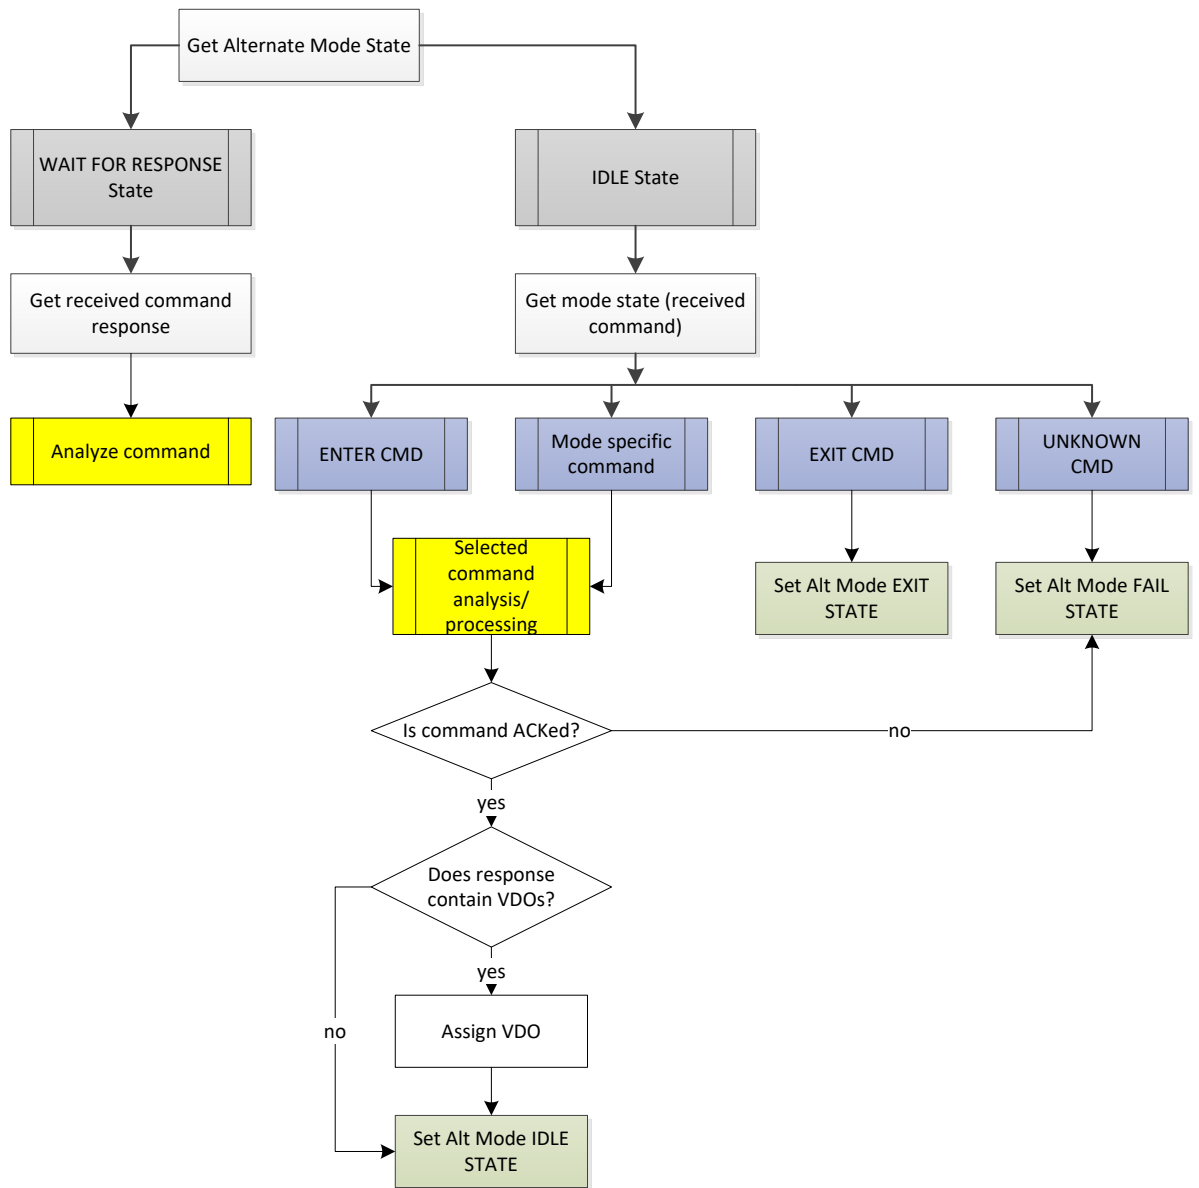 Get Alternate Mode State
WAIT FOR RESPONSE
State
IDLE State
Get received command
response
Get mode state (received
command)
Analyze command
ENTER CMD
Mode specific
command
EXIT CMD
UNKNOWN
CMD
Selected
command
analysis/
processing
Set Alt Mode EXIT
STATE
Set Alt Mode FAIL
STATE
Is command ACKed?
no
yes
Does response
contain VDOs?
yes
no
Assign VDO
Set Alt Mode IDLE
STATE